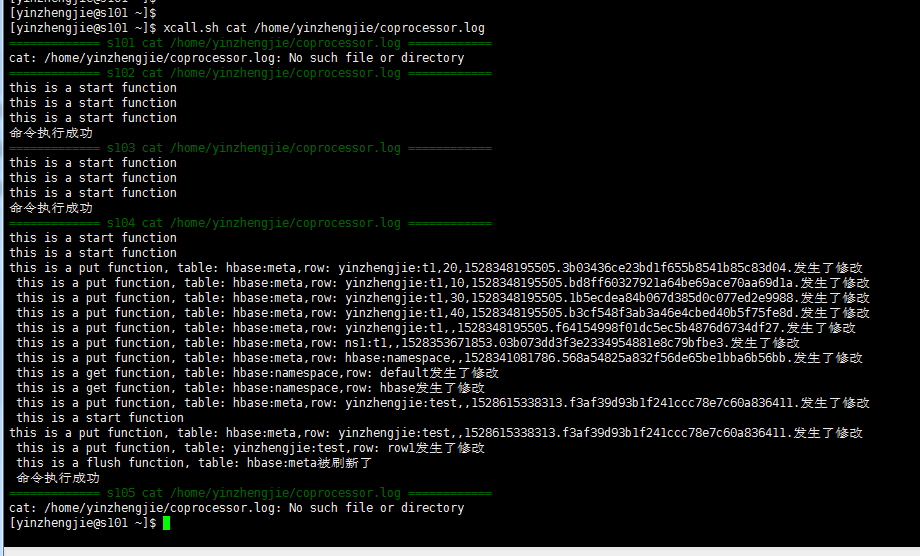 [yinzhengjie@s101 ~]$
[yinzhengjie@s101 ~]$
[yinzhengjie@s101 ~]$ xcall.sh cat /home/yinzhengjie/coprocessor.log
============= s101 cat /home/yinzhengjie/coprocessor.log ============
cat: /home/yinzhengjie/coprocessor.log: No such file or directory
============= s102 cat /home/yinzhengjie/coprocessor.log ============
this is a start function
this is a start function
this is a start function
命令执行成功
============= s103 cat /home/yinzhengjie/coprocessor.log ============
this is a start function
this is a start function
this is a start function
命令执行成功
============= s104 cat /home/yinzhengjie/coprocessor.log ============
this is a start function
this is a start function
this is a put function, table: hbase:meta,row: yinzhengjie:t1,20,1528348195505.3b03436ce23bd1f655b8541b85c83d04.发生了修改
this is a put function, table: hbase:meta,row: yinzhengjie:t1,10,1528348195505.bd8ff60327921a64be69ace70aa69d1a.发生了修改
this is a put function, table: hbase:meta,row: yinzhengjie:t1,30,1528348195505.1b5ecdea84b067d385d0c077ed2e9988.发生了修改
this is a put function, table: hbase:meta,row: yinzhengjie:t1,40,1528348195505.b3cf548f3ab3a46e4cbed40b5f75fe8d.发生了修改
this is a put function, table: hbase:meta,row: yinzhengjie:t1,,1528348195505.f64154998f01dc5ec5b4876d6734df27.发生了修改
this is a put function, table: hbase:meta,row: ns1:t1,,1528353671853.03b073dd3f3e2334954881e8c79bfbe3.发生了修改
this is a put function, table: hbase:meta,row: hbase:namespace,,1528341081786.568a54825a832f56de65be1bba6b56bb.发生了修改
this is a get function, table: hbase:namespace,row: default发生了修改
this is a get function, table: hbase:namespace,row: hbase发生了修改
this is a put function, table: hbase:meta,row: yinzhengjie:test,,1528615338313.f3af39d93b1f241ccc78e7c60a836411.发生了修改
this is a start function
this is a put function, table: hbase:meta,row: yinzhengjie:test,,1528615338313.f3af39d93b1f241ccc78e7c60a836411.发生了修改
this is a put function, table: yinzhengjie:test,row: row1发生了修改
this is a flush function, table: hbase:meta被刷新了
命令执行成功
============= s105 cat /home/yinzhengjie/coprocessor.log ============
cat: /home/yinzhengjie/coprocessor.log: No such file or directory
[yinzhengjie@s101 ~]$